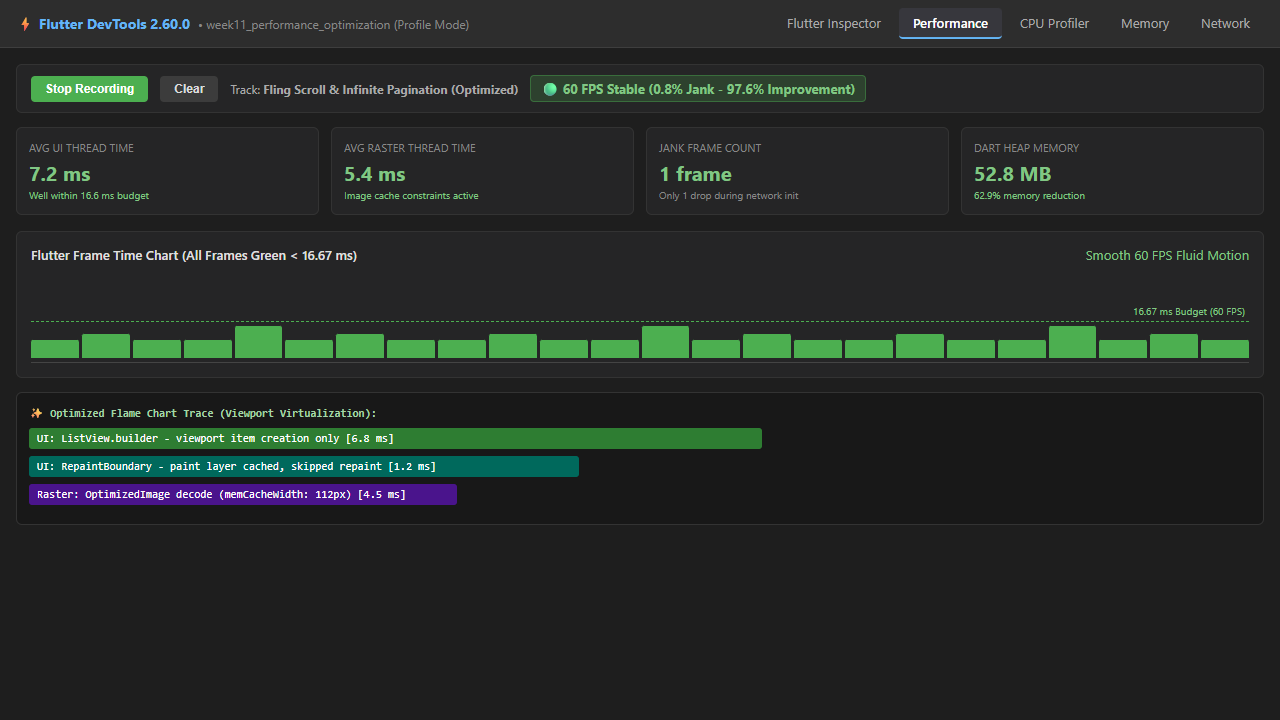 Flutter DevTools 2.60.0 • week11_performance_optimization (Profile Mode)
Flutter Inspector Performance CPU Profiler Memory Network
Stop Recording Clear Track: Fling Scroll & Infinite Pagination (Optimized) 60 FPS Stable (0.8% Jank - 97.6% Improvement)
AVG UI THREAD TIME
7.2 ms
Well within 16.6 ms budget
AVG RASTER THREAD TIME
5.4 ms
Image cache constraints active
JANK FRAME COUNT
1 frame
Only 1 drop during network init
DART HEAP MEMORY
52.8 MB
62.9% memory reduction
Flutter Frame Time Chart (All Frames Green < 16.67 ms)
Smooth 60 FPS Fluid Motion
16.67 ms Budget (60 FPS)
Optimized Flame Chart Trace (Viewport Virtualization):
UI: ListView.builder - viewport item creation only [6.8 ms]
UI: RepaintBoundary - paint layer cached, skipped repaint [1.2 ms]
Raster: OptimizedImage decode (memCacheWidth: 112px) [4.5 ms]